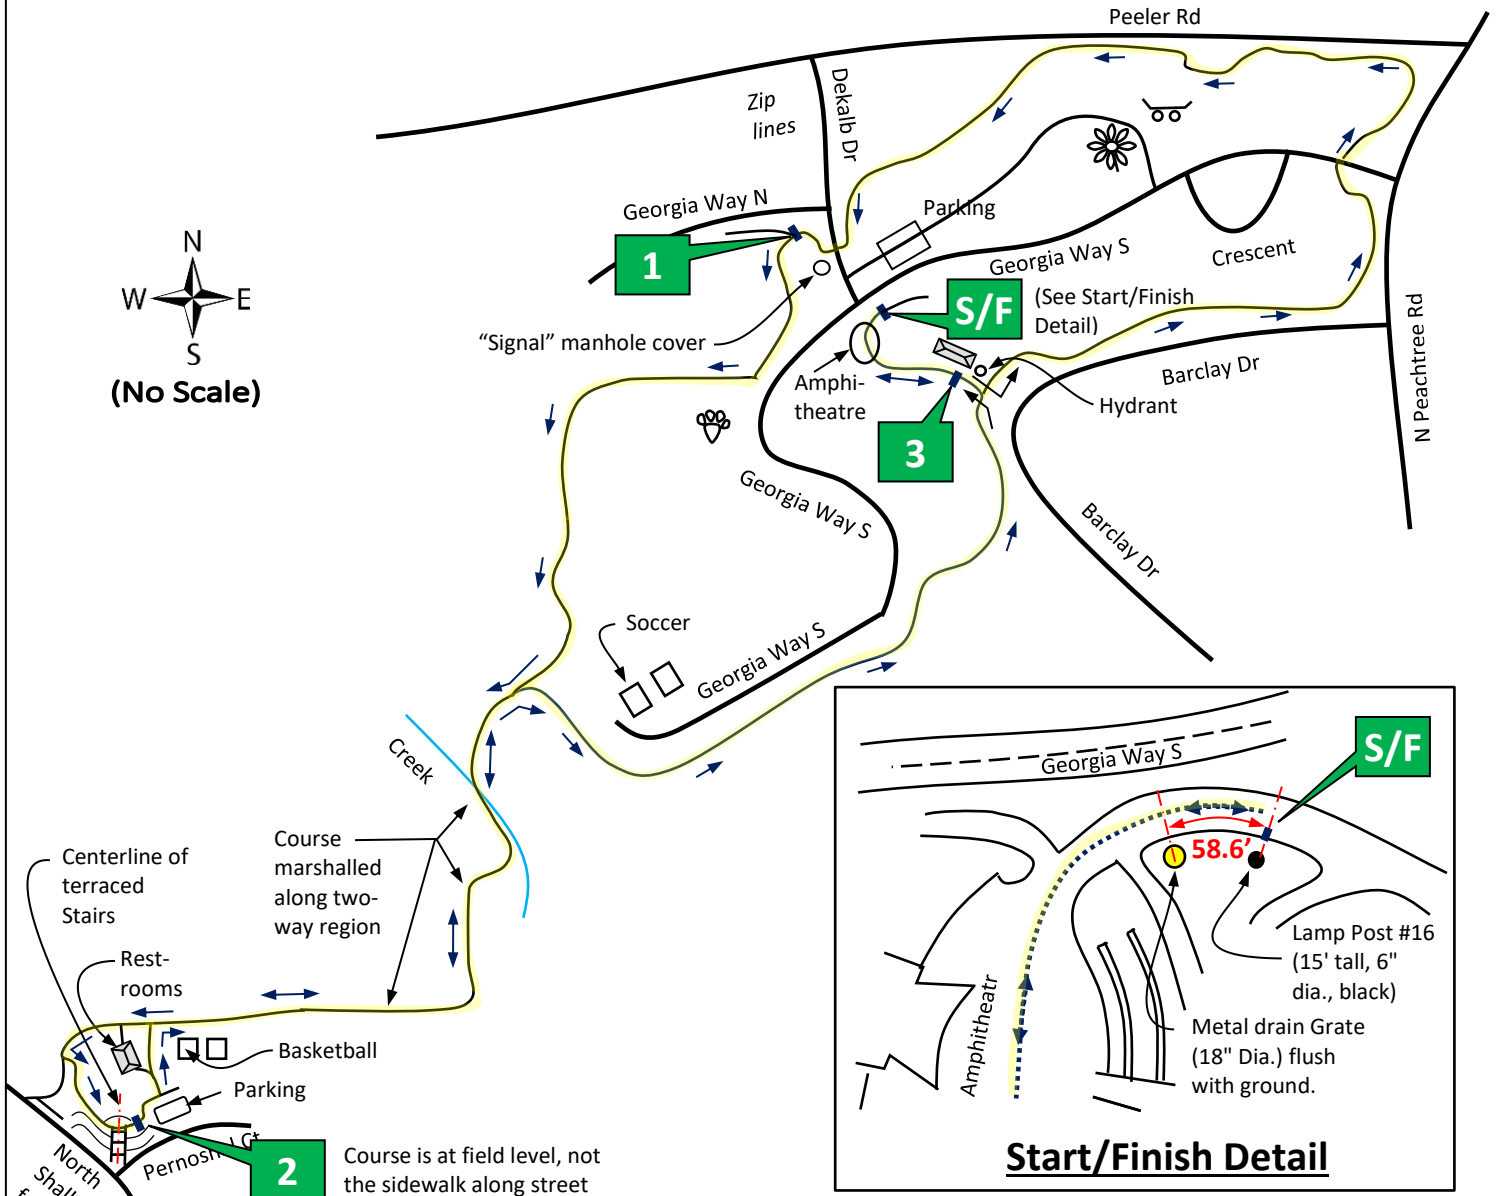 Peeler Rd
Zip
lines
Dekalb Dr
Georgia Way N
Parking
1
Georgia Way S
Crescent
N
W E
S
(No Scale)
S/F
(See Start/Finish
Detail)
"Signal" manhole cover
Amphi-
theatre
Barclay Dr
Hydrant
N Peachtree Rd
3
Georgia Way S
Barclay Dr
Soccer
Georgia Way S
Creek
Course
marshalled
along two-
way region
Centerline of
terraced
Stairs
Rest-
rooms
Basketball
Parking
North
Shall
Pernosh Ct
2
Course is at field level, not
the sidewalk along street
S/F
Georgia Way S
58.6'
Lamp Post #16
(15' tall, 6"
dia., black)
Amphitheatr
Metal drain Grate
(18" Dia.) flush
with ground.
Start/Finish Detail